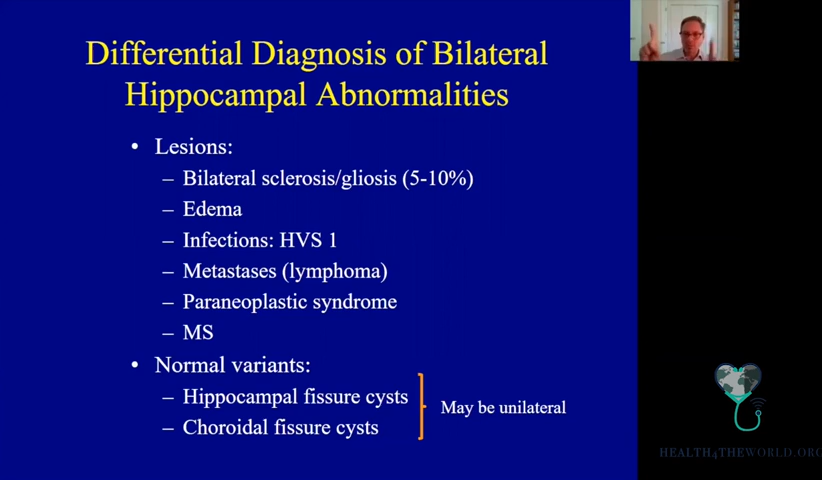 Differential Diagnosis of Bilateral
Hippocampal Abnormalities
• Lesions:
– Bilateral sclerosis/gliosis (5-10%)
– Edema
– Infections: HVS 1
– Metastases (lymphoma)
– Paraneoplastic syndrome
– MS
• Normal variants:
– Hippocampal fissure cysts
– Choroidal fissure cysts
May be unilateral
HEALTH4THEWORLD.ORG